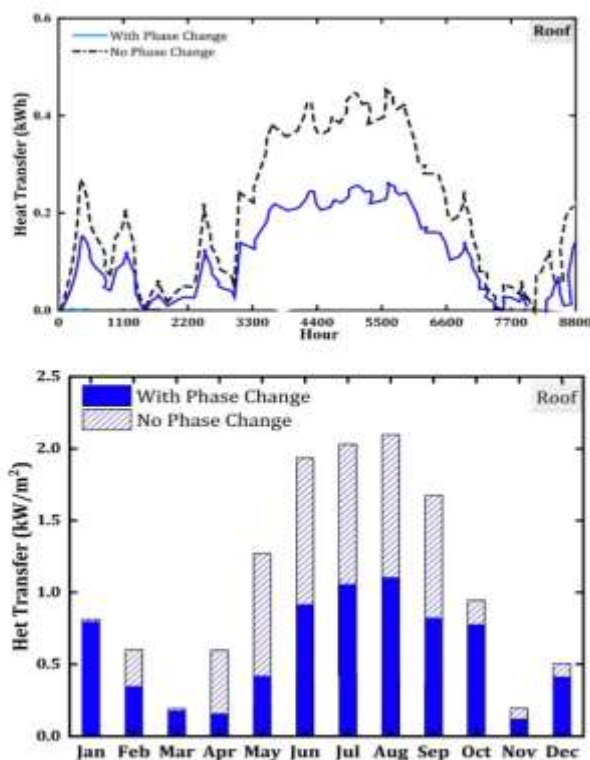 0.6
With Phase Change
No Phase Change
Roof
Heat Transfer (kWh)
0.4
0.2
0.0
0 1100 2200 3300 4400 5500 6600 7700 8800
Hour
2.5
With Phase Change
No Phase Change
Roof
Het Transfer (kW/m²)
2.0
1.5
1.0
0.5
0.0
Jan Feb Mar Apr May Jun Jul Aug Sep Oct Nov Dec